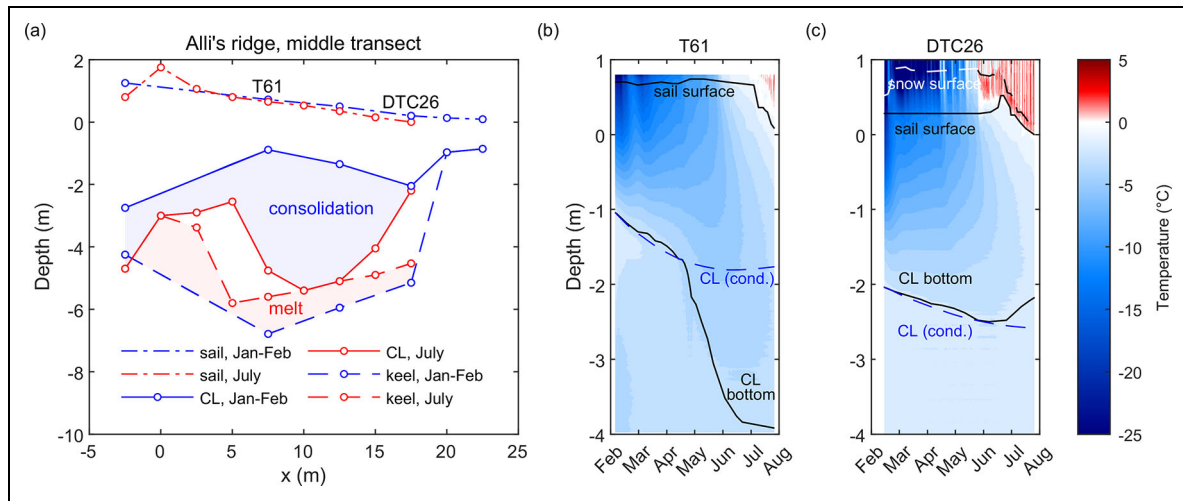 (a)
Alli's ridge, middle transect
2
0
-2
-4
-6
-8
-10
Depth (m)
-5
0
5
10
15
20
25
x (m)
T61
DTC26
consolidation
melt
sail, Jan-Feb
sail, July
CL, Jan-Feb
CL, July
keel, Jan-Feb
keel, July
(b)
T61
0
-1
-2
-3
-4
Depth (m)
sail surface
CL (cond.)
CL
bottom
Feb
Mar
Apr
May
Jun
Jul
Aug
(c)
DTC26
0
-1
-2
-3
-4
snow surface
sail surface
CL bottom
CL (cond.)
Feb
Mar
Apr
May
Jun
Jul
Aug
5
0
-5
-10
-15
-20
-25
Temperature (°C)